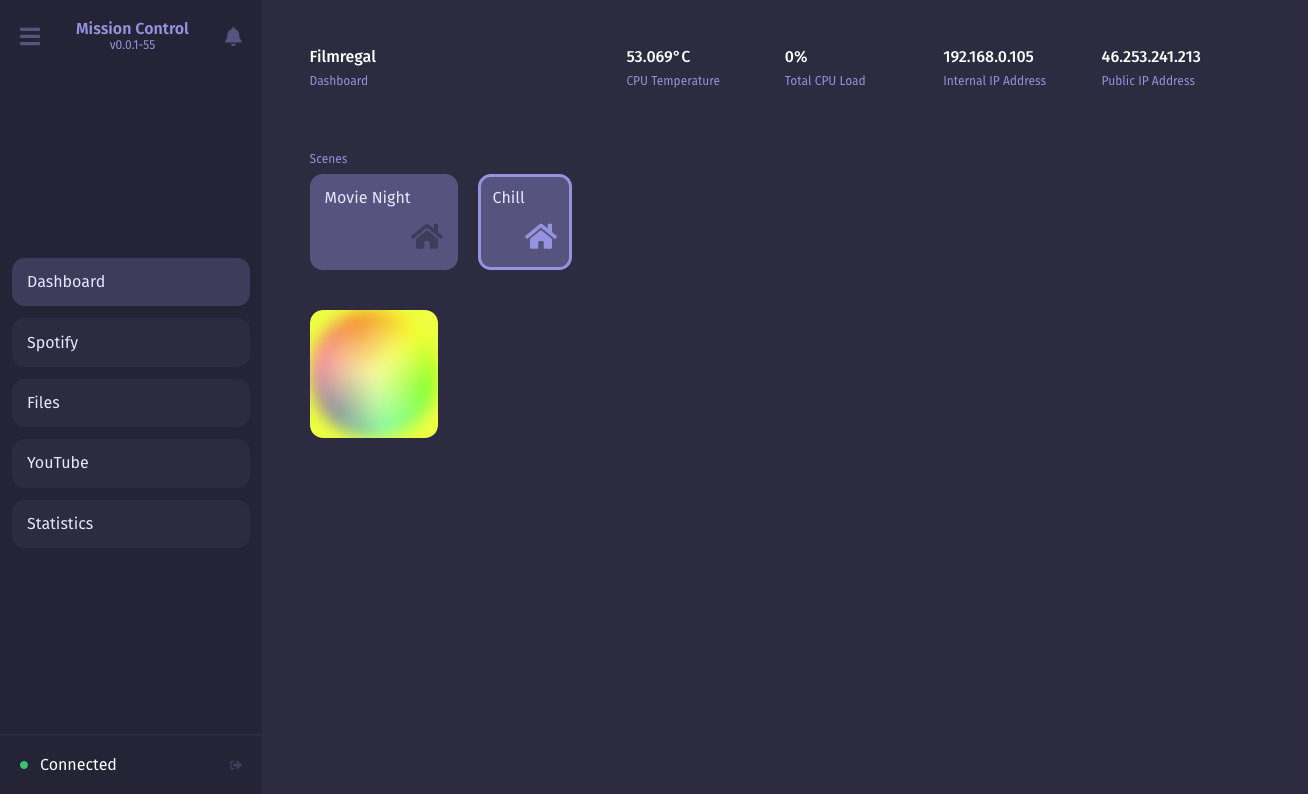 Mission Control
v0.0.1-55
Dashboard
Spotify
Files
YouTube
Statistics
Connected
Filmregal
Dashboard
53.069°C
CPU Temperature
0%
Total CPU Load
192.168.0.105
Internal IP Address
46.253.241.213
Public IP Address
Scenes
Movie Night
Chill